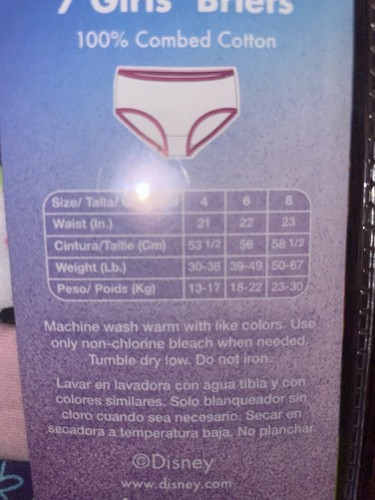 7 Girls' Briefs
100% Combed Cotton
Size/ Talla/ 4 6 8
Waist (In.) 21 22 23
Cintura/Taille (Cm) 53 1/2 56 58 1/2
Weight (Lb.) 30-38 39-49 50-67
Peso/ Poids (Kg) 13-17 18-22 23-30
Machine wash warm with like colors. Use
only non-chlorine bleach when needed.
Tumble dry low. Do not iron.
Lavar en lavadora con agua tibia y con
colores similares. Solo blanqueador sin
cloro cuando sea necesario. Secar en
secadora a temperatura baja. No planchar.
©Disney
www.disney.com